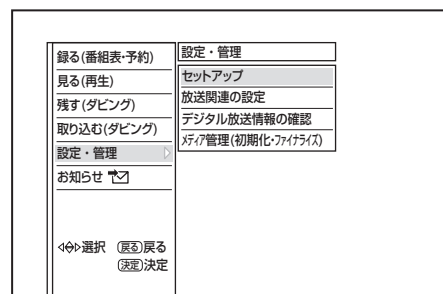 録る(番組表･予約)
見る(再生)
残す(ダビング)
取り込む(ダビング)
設定・管理
お知らせ
選択 戻る戻る
決定決定
設定・管理
セットアップ
放送関連の設定
デジタル放送情報の確認
ﾒﾃﾞｨｱ管理(初期化･ﾌｧｲﾅﾗｲｽﾞ)